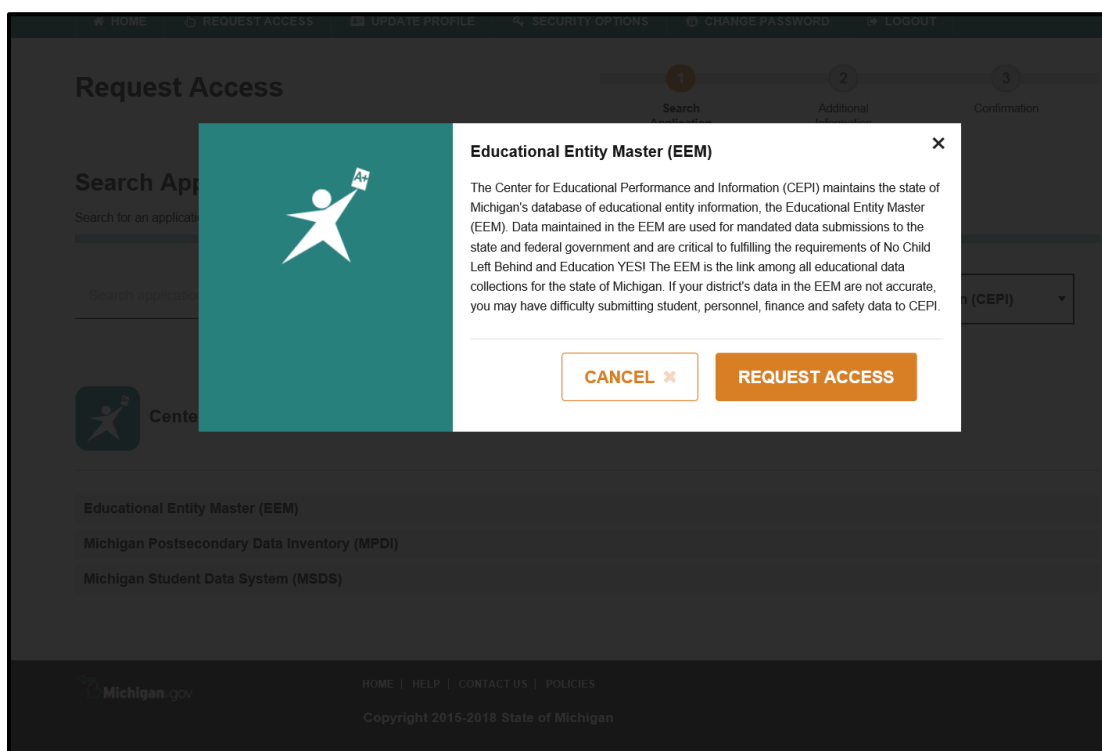 HOME REQUEST ACCESS UPDATE PROFILE SECURITY OPTIONS CHANGE PASSWORD LOGOUT
Request Access
1 2 3
Search Additional Confirmation
Application Information
Search App
Search for an applicati
Search applicatio
n (CEPI)
A+
Educational Entity Master (EEM)
The Center for Educational Performance and Information (CEPI) maintains the state of
Michigan's database of educational entity information, the Educational Entity Master
(EEM). Data maintained in the EEM are used for mandated data submissions to the
state and federal government and are critical to fulfilling the requirements of No Child
Left Behind and Education YES! The EEM is the link among all educational data
collections for the state of Michigan. If your district's data in the EEM are not accurate,
you may have difficulty submitting student, personnel, finance and safety data to CEPI.
CANCEL REQUEST ACCESS
Cente
Educational Entity Master (EEM)
Michigan Postsecondary Data Inventory (MPDI)
Michigan Student Data System (MSDS)
Michigan.gov
HOME | HELP | CONTACT US | POLICIES
Copyright 2015-2018 State of Michigan